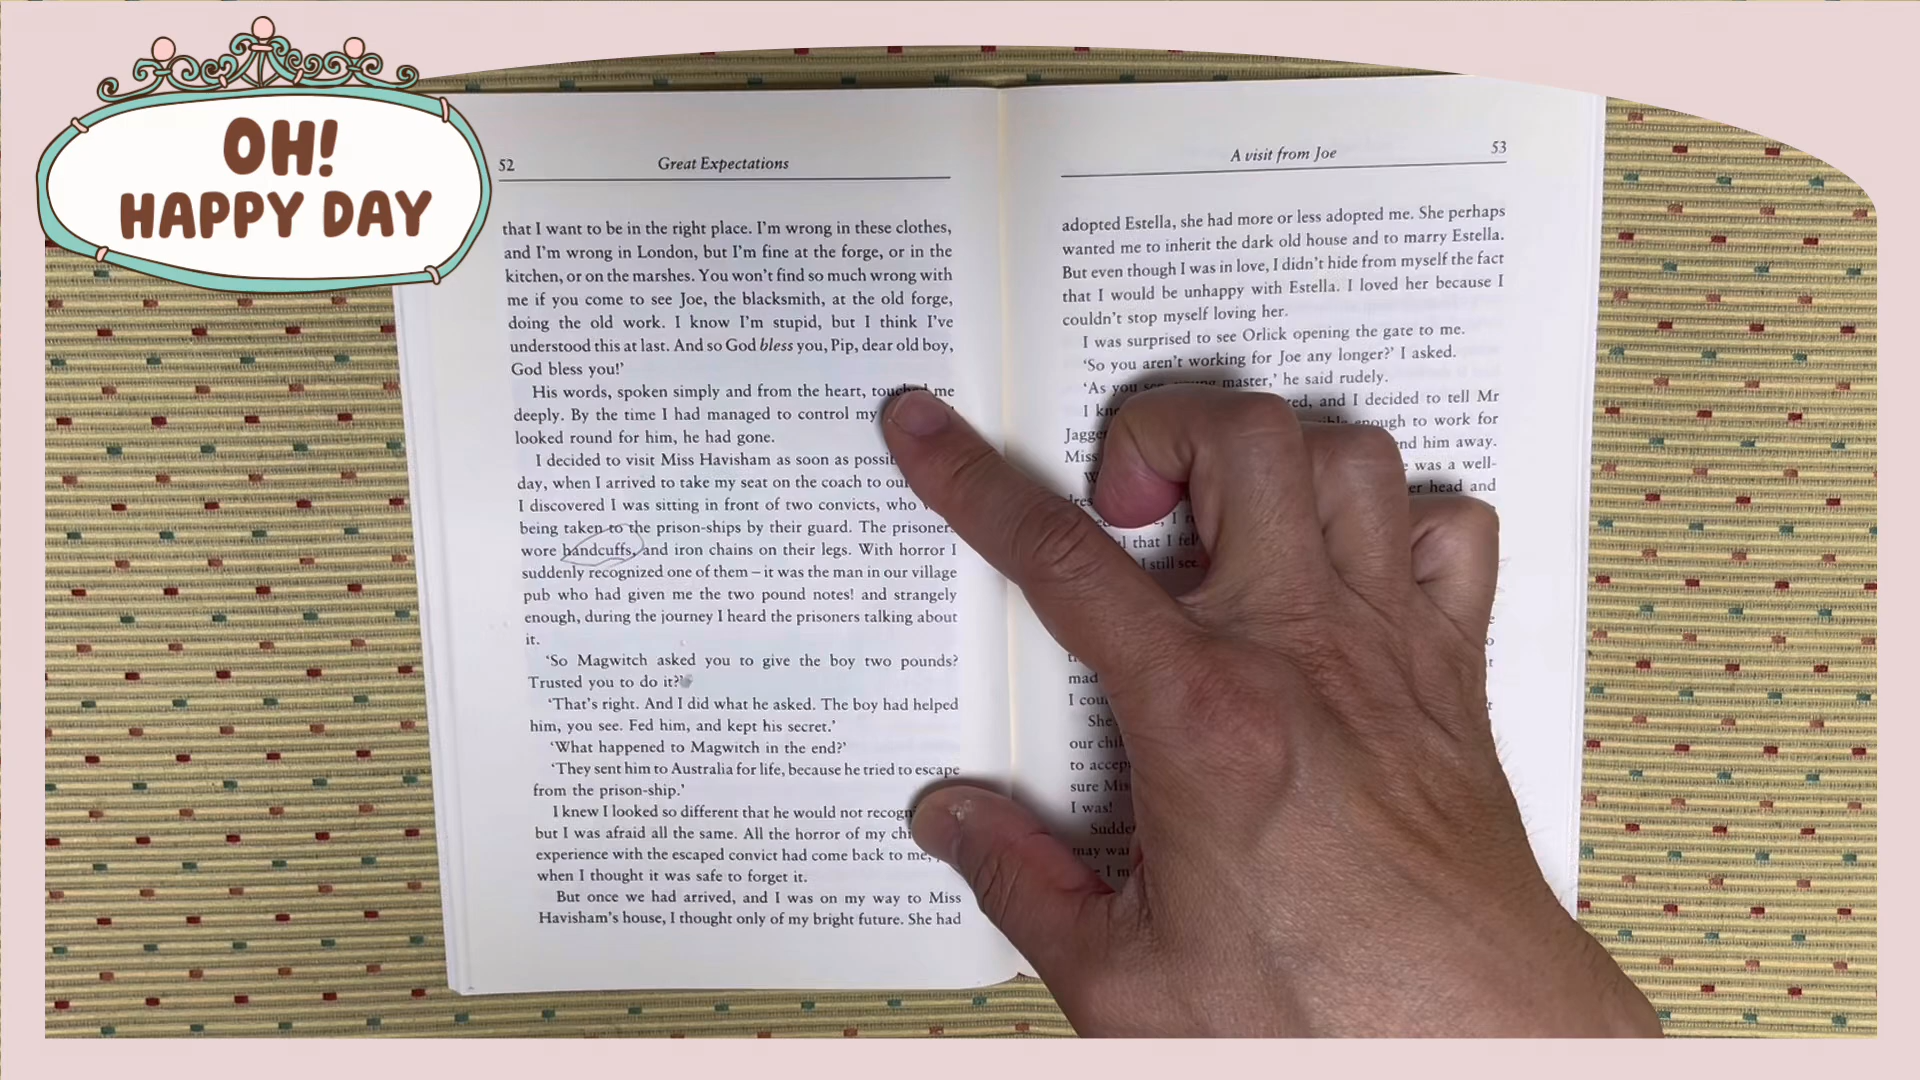 OH!
HAPPY DAY
52
Great Expectations
that I want to be in the right place. I'm wrong in these clothes,
and I'm wrong in London, but I'm fine at the forge, or in the
kitchen, or on the marshes. You won't find so much wrong with
me if you come to see Joe, the blacksmith, at the old forge,
doing the old work. I know I'm stupid, but I think I've
understood this at last. And so God bless you, Pip, dear old boy,
God bless you!'
His words, spoken simply and from the heart, touched me
deeply. By the time I had managed to control my
looked round for him, he had gone.
I decided to visit Miss Havisham as soon as
day, when I arrived to take my seat on the coach to
I discovered I was sitting in front of two convicts, who
being taken to the prison-ships by their guard. The
wore handcuffs, and iron chains on their legs. With horror I
suddenly recognized one of them – it was the man in our village
pub who had given me the two pound notes! and strangely
enough, during the journey I heard the prisoners talking about
it.
'So Magwitch asked you to give the boy two pounds?
Trusted you to do it?'
'That's right. And I did what he asked. The boy had helped
him, you see. Fed him, and kept his secret.'
'What happened to Magwitch in the end?'
'They sent him to Australia for life, because he tried to escape
from the prison-ship.'
I knew I looked so different that he would not
but I was afraid all the same. All the horror of my
experience with the escaped convict had come back to me,
when I thought it was safe to forget it.
But once we had arrived, and I was on my way to Miss
Havisham's house, I thought only of my bright future. She had
A visit from Joe
53
adopted Estella, she had more or less adopted me. She perhaps
wanted me to inherit the dark old house and to marry Estella.
But even though I was in love, I didn't hide from myself the fact
that I would be unhappy with Estella. I loved her because I
couldn't stop myself loving her.
I was surprised to see Orlick opening the gate to me.
'So you aren't working for Joe any longer?' I asked.
'As you master,' he said rudely.
I and I decided to tell Mr
enough to work for
Miss him away.
was a well-
her head and
I
that I
I still see
mad
I
She
our
to
sure
I was!
may
I